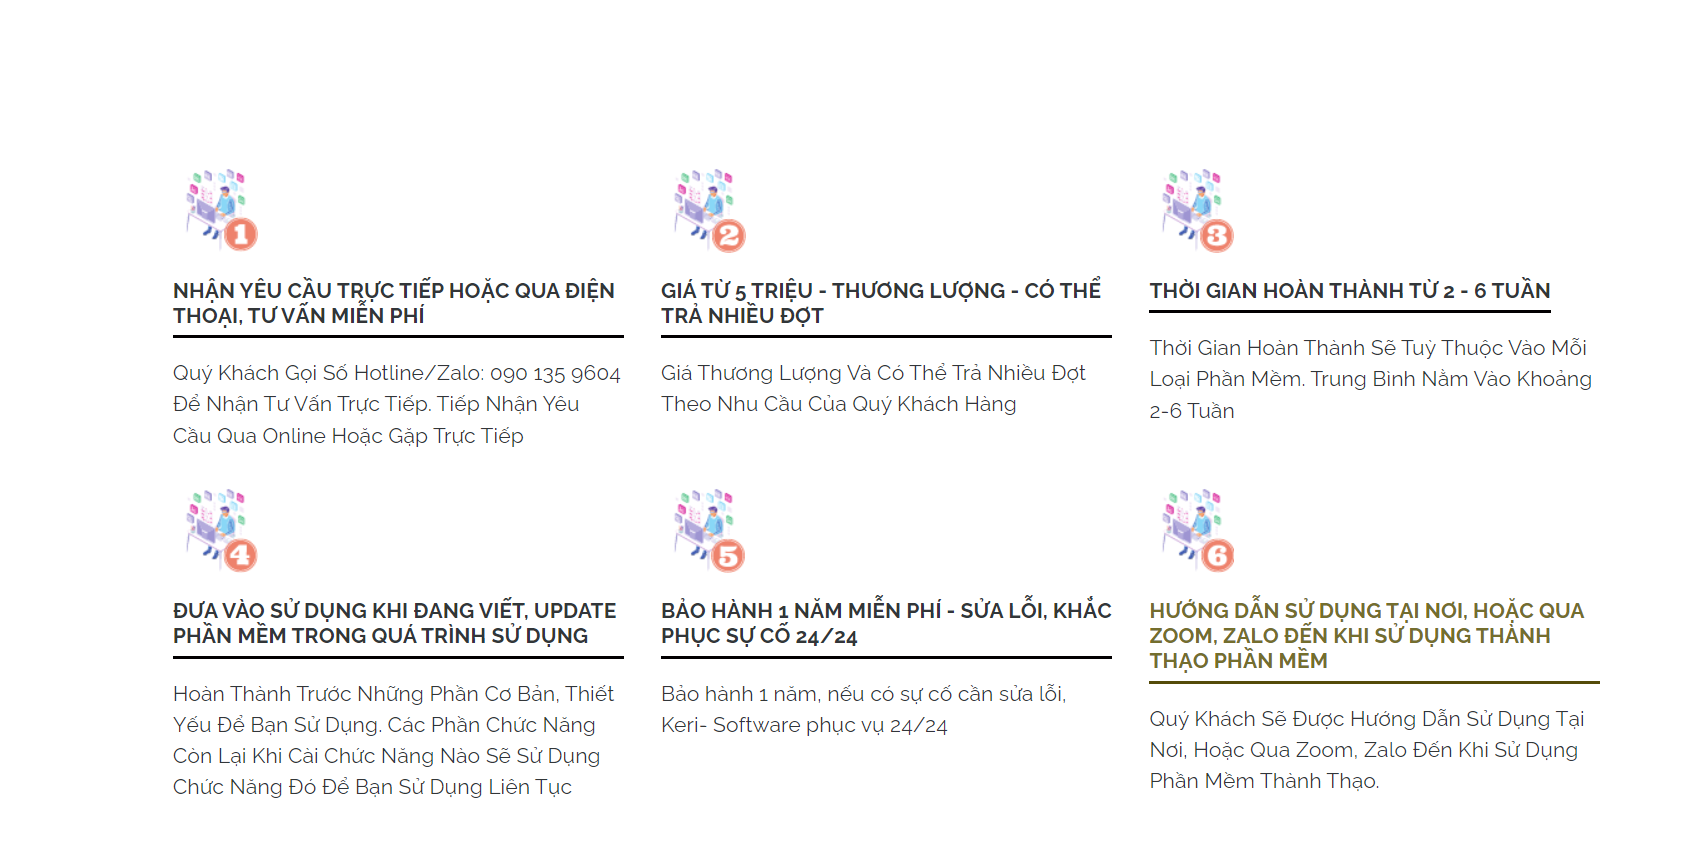 1
NHẬN YÊU CẦU TRỰC TIẾP HOẶC QUA ĐIỆN
THOẠI, TƯ VẤN MIỄN PHÍ
Quý Khách Gọi Số Hotline/Zalo: 090 135 9604
Để Nhận Tư Vấn Trực Tiếp. Tiếp Nhận Yêu
Cầu Qua Online Hoặc Gặp Trực Tiếp
2
GIÁ TỪ 5 TRIỆU - THƯƠNG LƯỢNG - CÓ THỂ
TRẢ NHIỀU ĐỢT
Giá Thương Lượng Và Có Thể Trả Nhiều Đợt
Theo Nhu Cầu Của Quý Khách Hàng
3
THỜI GIAN HOÀN THÀNH TỪ 2 - 6 TUẦN
Thời Gian Hoàn Thành Sẽ Tuỳ Thuộc Vào Mỗi
Loại Phần Mềm. Trung Bình Nằm Vào Khoảng
2-6 Tuần
4
ĐƯA VÀO SỬ DỤNG KHI ĐANG VIẾT, UPDATE
PHẦN MỀM TRONG QUÁ TRÌNH SỬ DỤNG
Hoàn Thành Trước Những Phần Cơ Bản, Thiết
Yếu Để Bạn Sử Dụng. Các Phần Chức Năng
Còn Lại Khi Cài Chức Năng Nào Sẽ Sử Dụng
Chức Năng Đó Để Bạn Sử Dụng Liên Tục
5
BẢO HÀNH 1 NĂM MIỄN PHÍ - SỬA LỖI, KHẮC
PHỤC SỰ CỐ 24/24
Bảo hành 1 năm, nếu có sự cố cần sửa lỗi,
Keri- Software phục vụ 24/24
6
HƯỚNG DẪN SỬ DỤNG TẠI NƠI, HOẶC QUA
ZOOM, ZALO ĐẾN KHI SỬ DỤNG THÀNH
THẠO PHẦN MỀM
Quý Khách Sẽ Được Hướng Dẫn Sử Dụng Tại
Nơi, Hoặc Qua Zoom, Zalo Đến Khi Sử Dụng
Phần Mềm Thành Thạo.